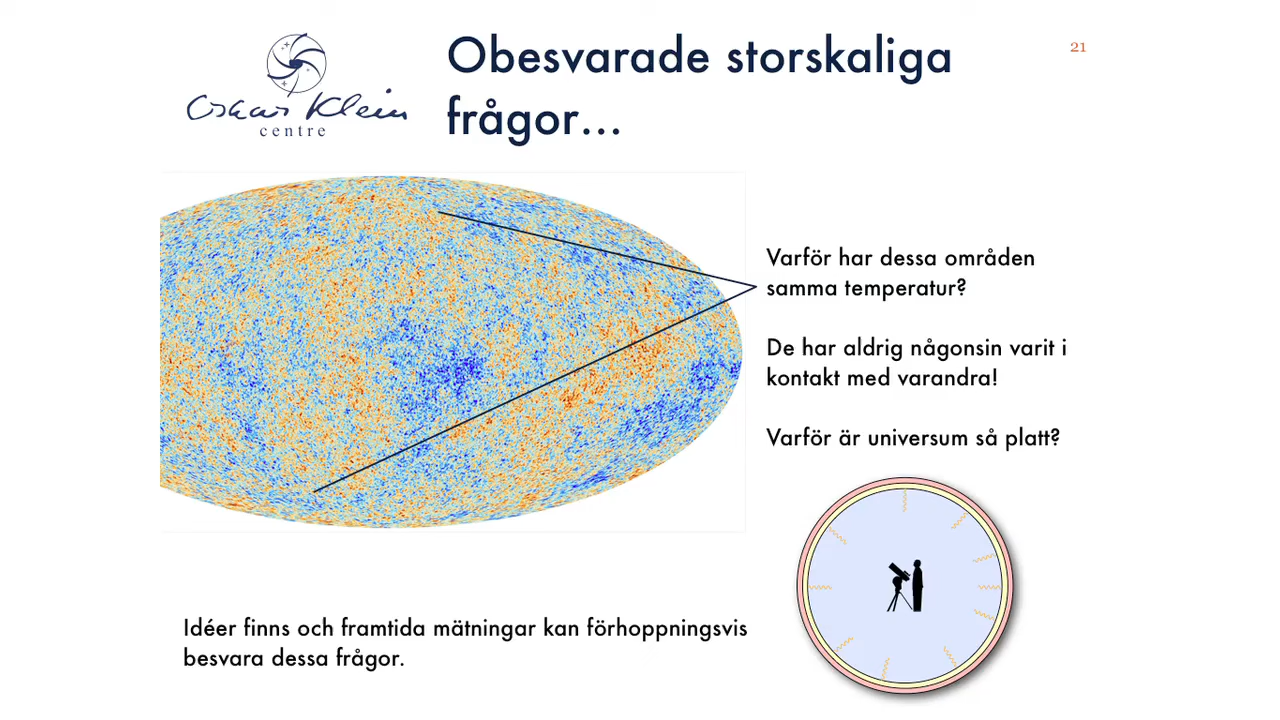 Oskar Klein
centre
Obesvarade storskaliga
frågor...
21
Varför har dessa områden
samma temperatur?
De har aldrig någonsin varit i
kontakt med varandra!
Varför är universum så platt?
Idéer finns och framtida mätningar kan förhoppningsvis
besvara dessa frågor.